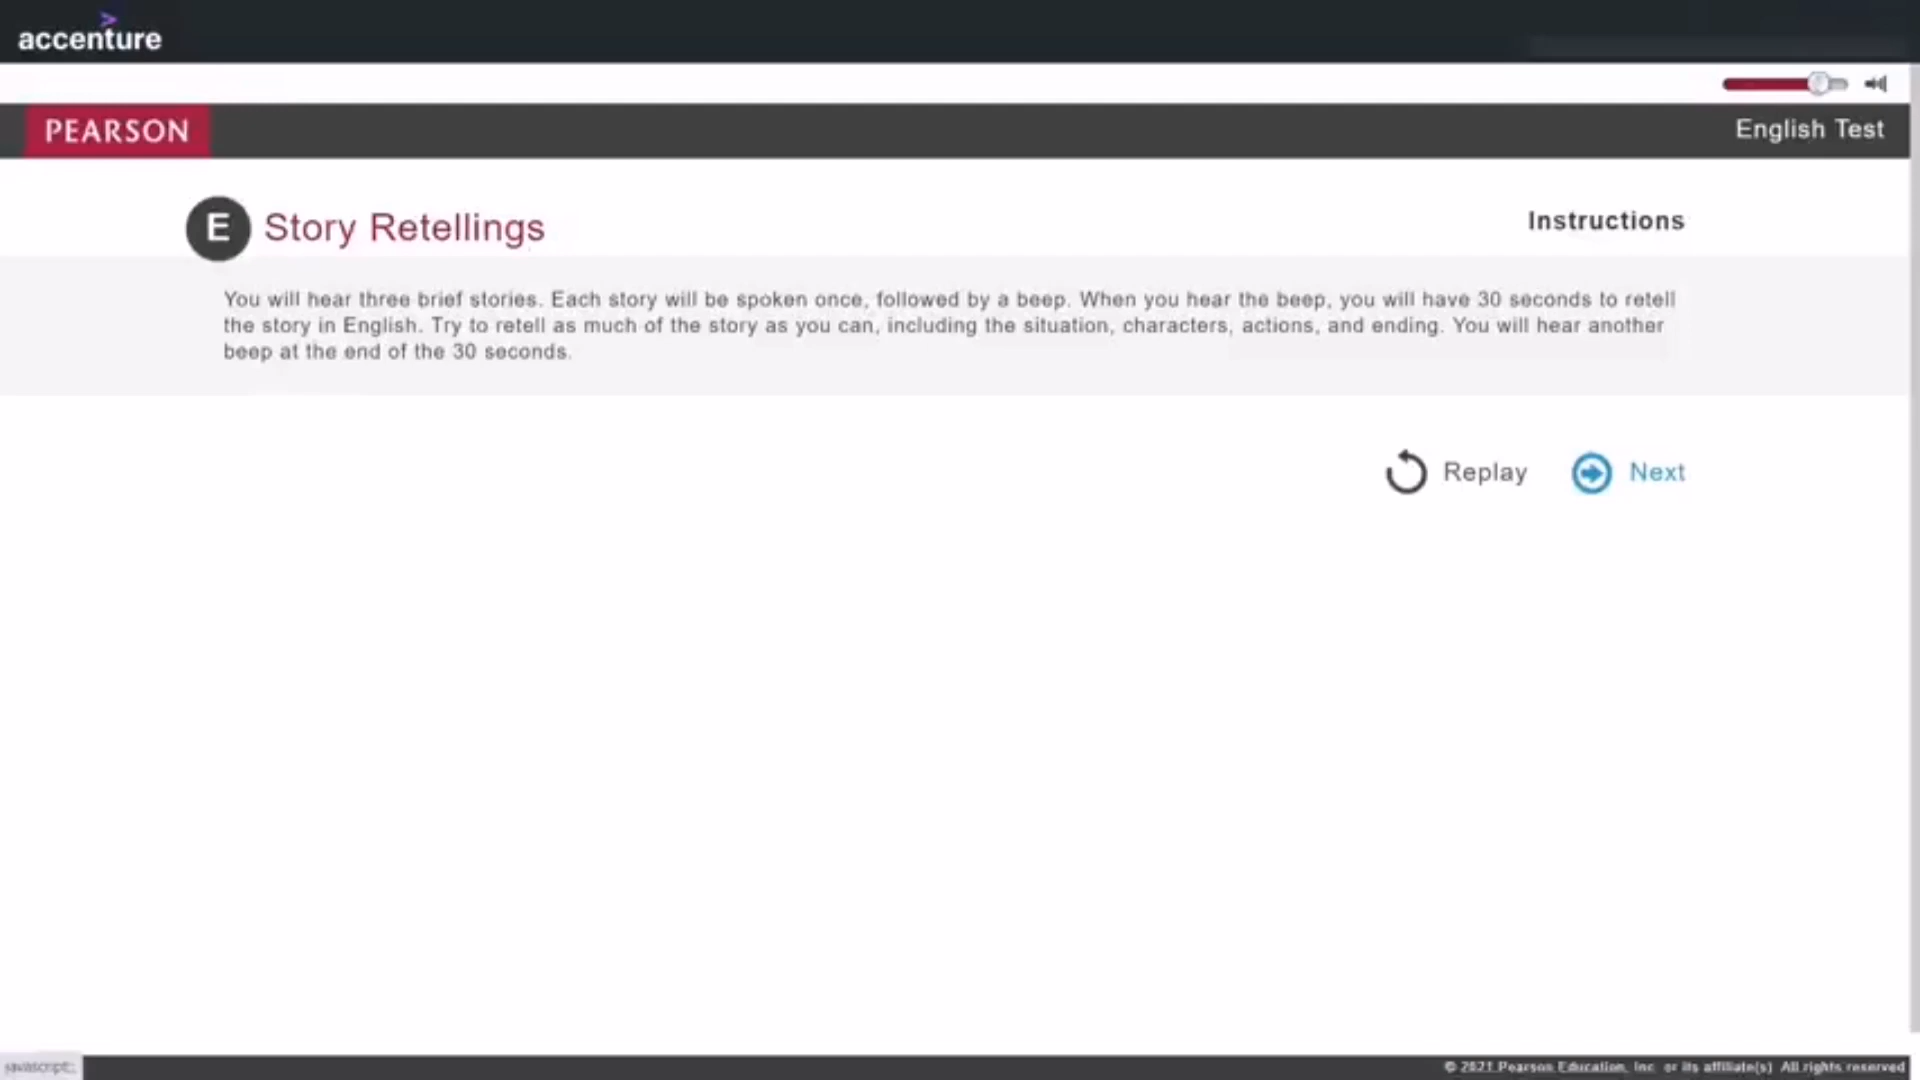 accenture
PEARSON
English Test
E Story Retellings
Instructions
You will hear three brief stories. Each story will be spoken once, followed by a beep. When you hear the beep, you will have 30 seconds to retell
the story in English. Try to retell as much of the story as you can, including the situation, characters, actions, and ending. You will hear another
beep at the end of the 30 seconds.
Replay
Next
javascript:;
© 2021 Pearson Education, Inc. or its affiliate(s). All rights reserved